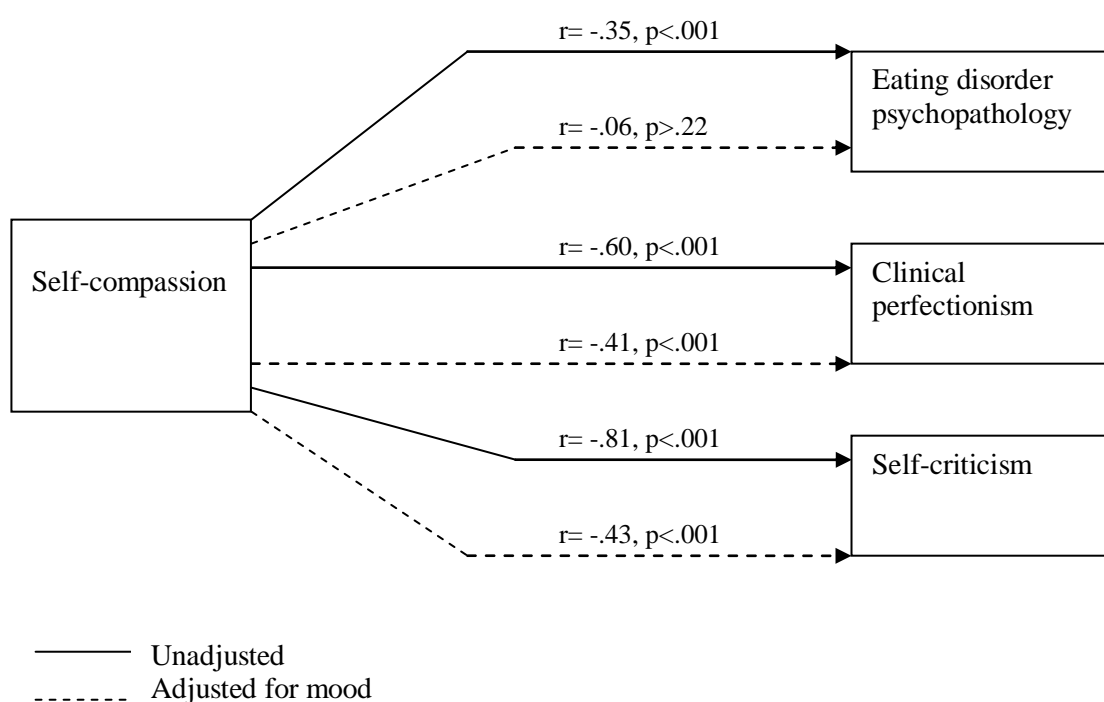 r= -.35, p<.001
Eating disorder
psychopathology
r= -.06, p>.22
Self-compassion
r= -.60, p<.001
Clinical
perfectionism
r= -.41, p<.001
r= -.81, p<.001
Self-criticism
r= -.43, p<.001
Unadjusted
Adjusted for mood